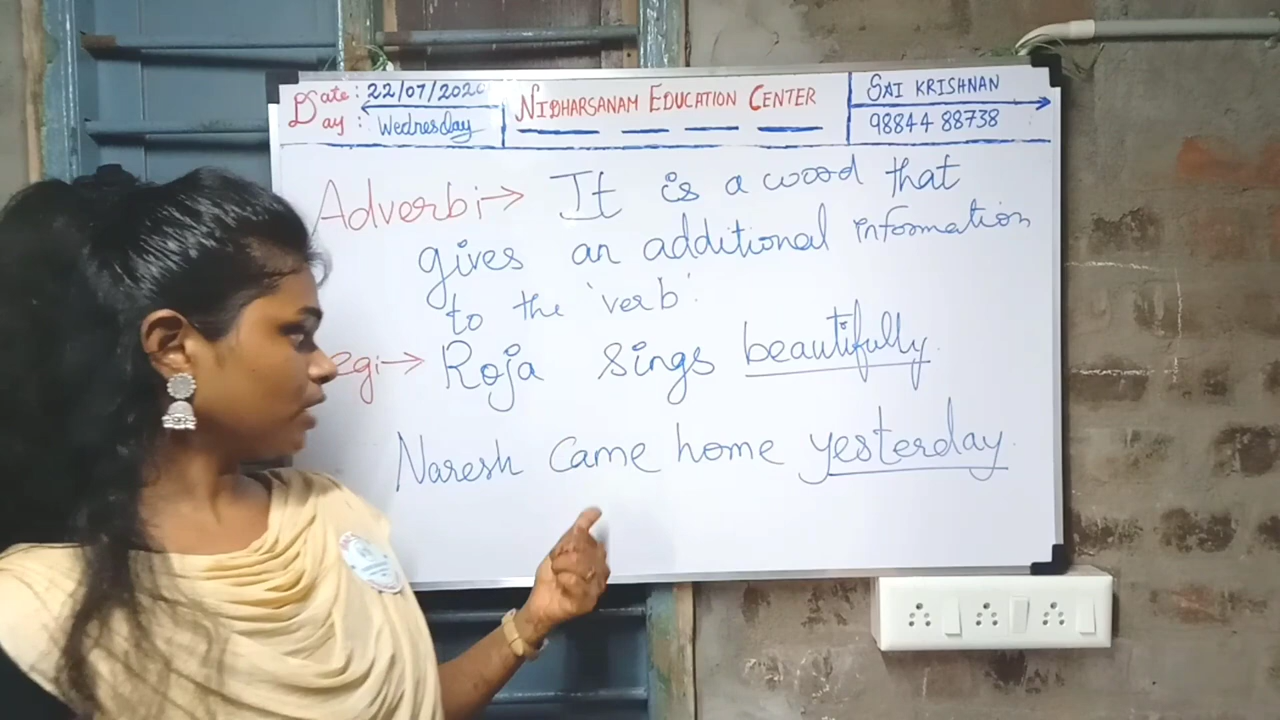 Date : 22/07/2020
Day : Wednesday
NIDHARSANAM EDUCATION CENTER
SAI KRISHNAN
98844 88738
Adverb:→ It is a word that
gives an additional information
to the 'verb'.
eg:→ Roja sings beautifully.
Naresh came home yesterday.